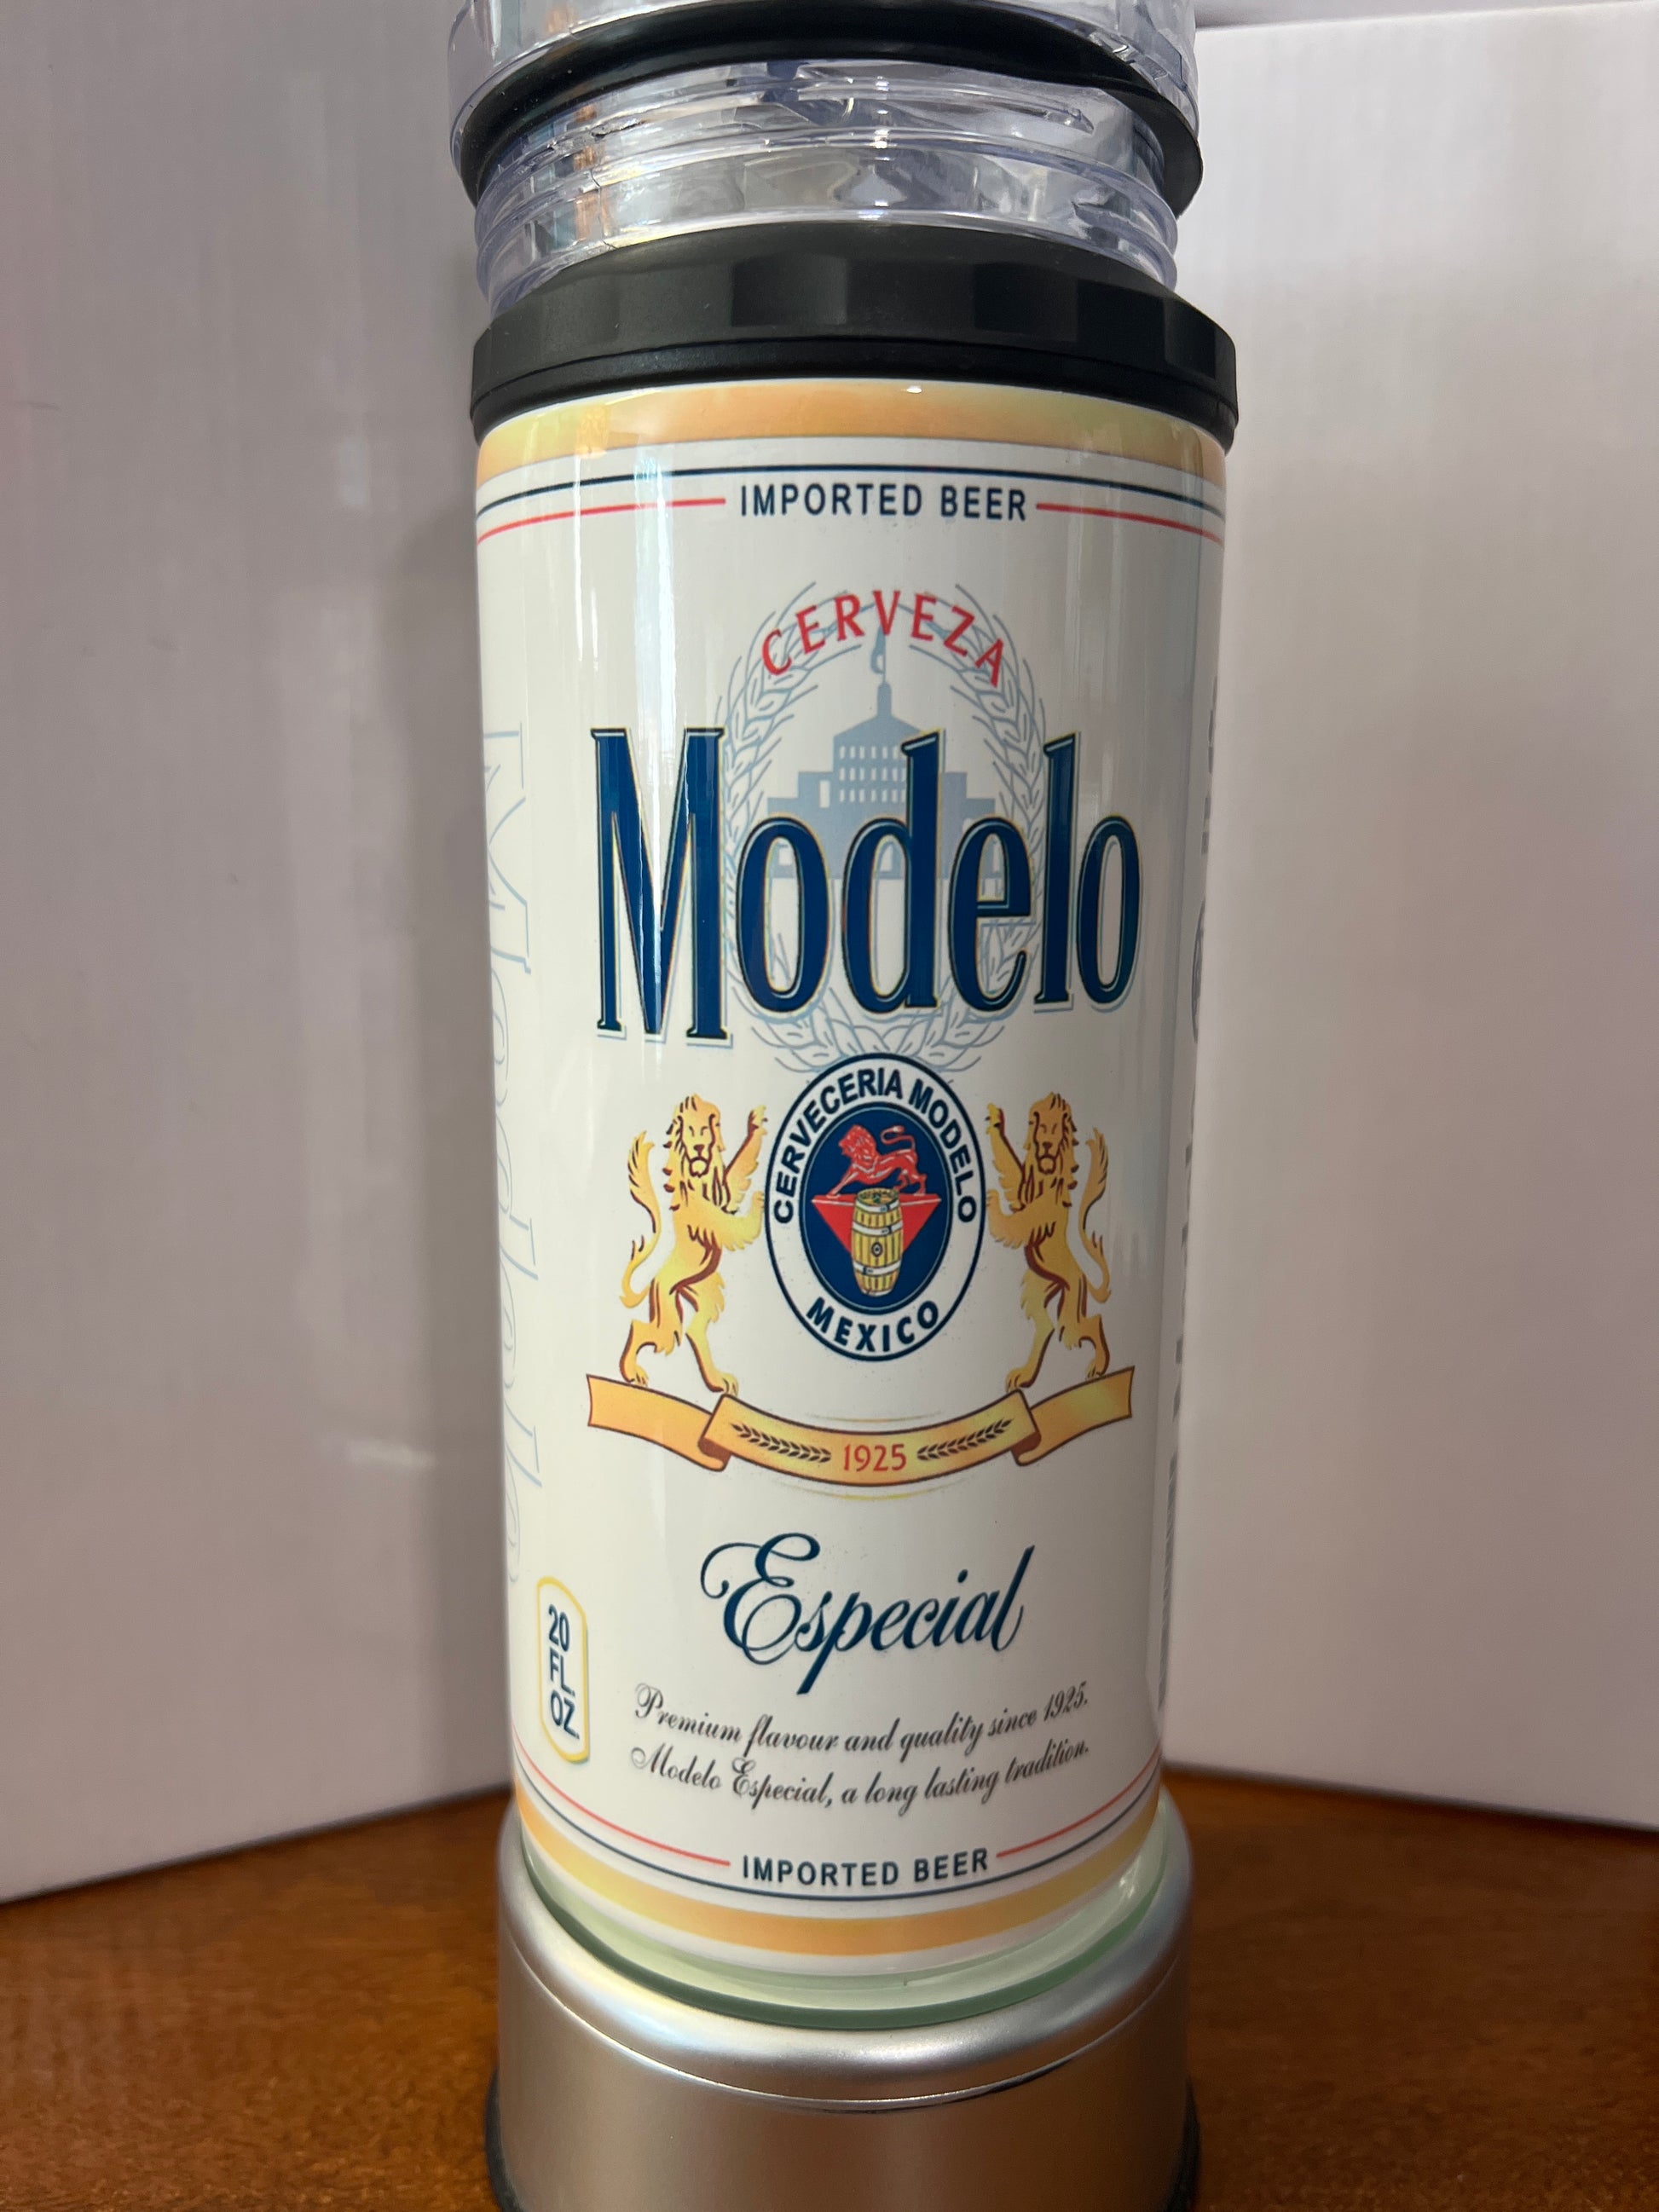 IMPORTED BEER
CERVEZA
Modelo
CERVECERIA MODELO
MEXICO
1925
Especial
Modelo
20
FL.
OZ.
Premium flavour and quality since 1925.
Modelo Especial, a long lasting tradition.
IMPORTED BEER